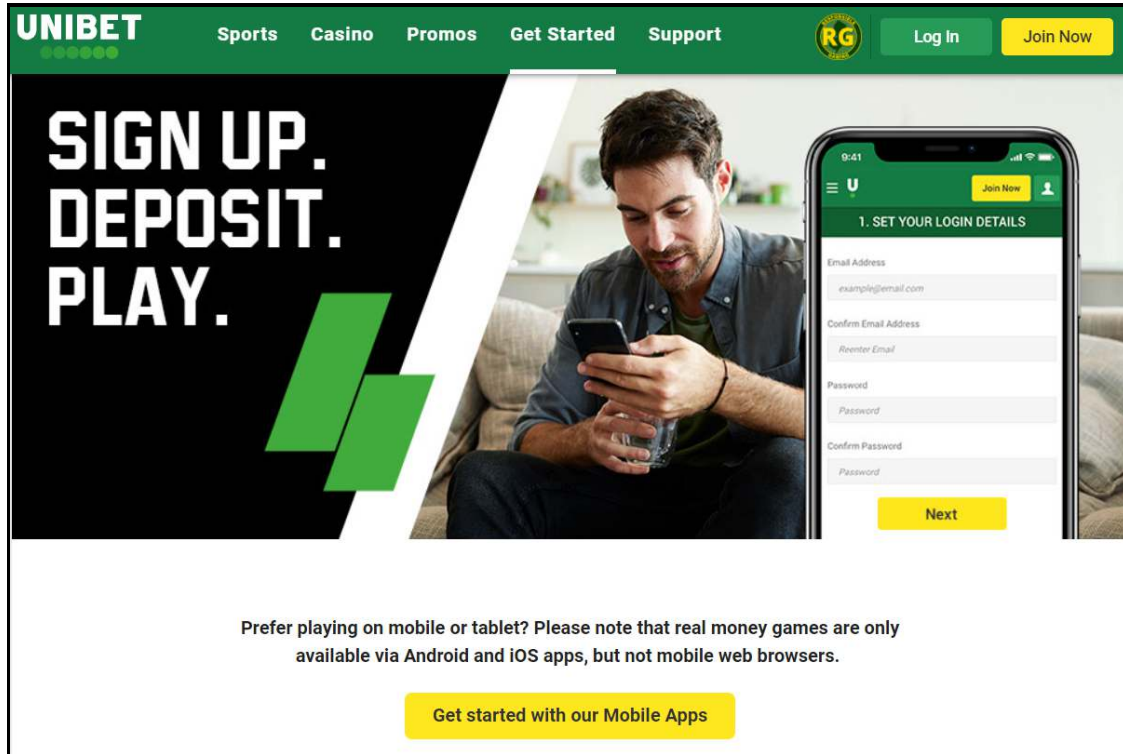 UNIBET
Sports Casino Promos Get Started Support
RG
Log In
Join Now
SIGN UP.
DEPOSIT.
PLAY.
9:41
U
Join Now
1. SET YOUR LOGIN DETAILS
Email Address
example@email.com
Confirm Email Address
Reenter Email
Password
Password
Confirm Password
Password
Next
Prefer playing on mobile or tablet? Please note that real money games are only
available via Android and iOS apps, but not mobile web browsers.
Get started with our Mobile Apps